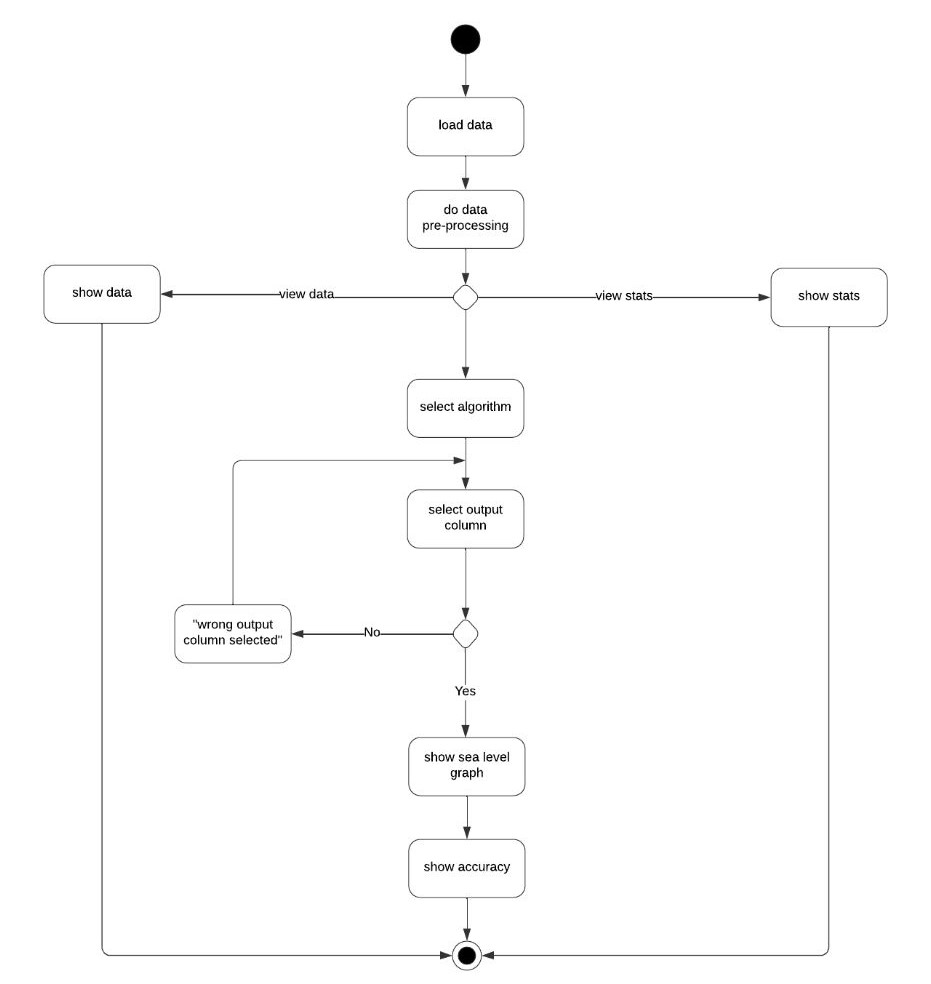 load data
do data
pre-processing
show data
view data
view stats
show stats
select algorithm
select output
column
"wrong output
column selected"
No
Yes
show sea level
graph
show accuracy